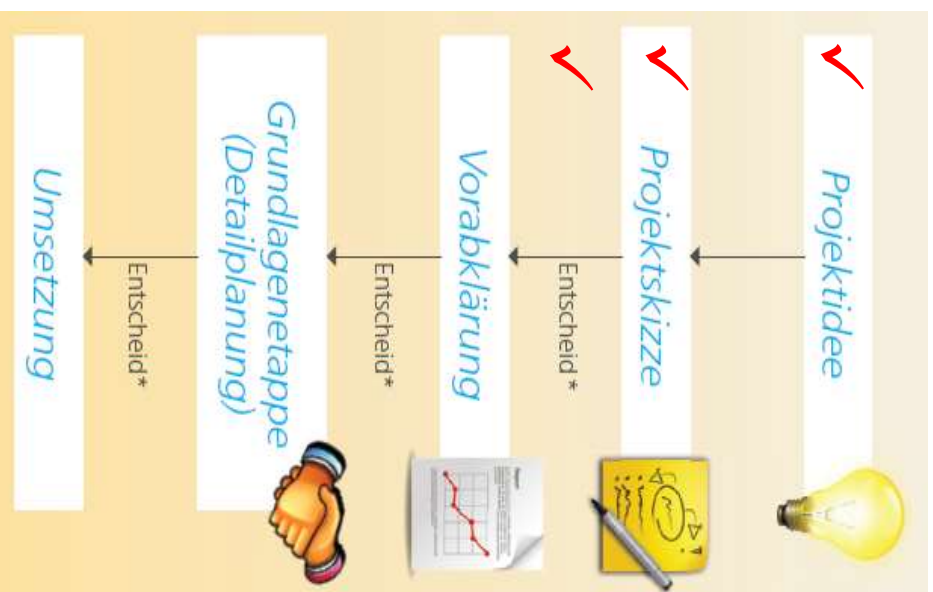 Projektidee
Projektskizze
Entscheid*
Vorabklärung
Entscheid*
Grundlagenetappe
(Detailplanung)
Entscheid*
Umsetzung